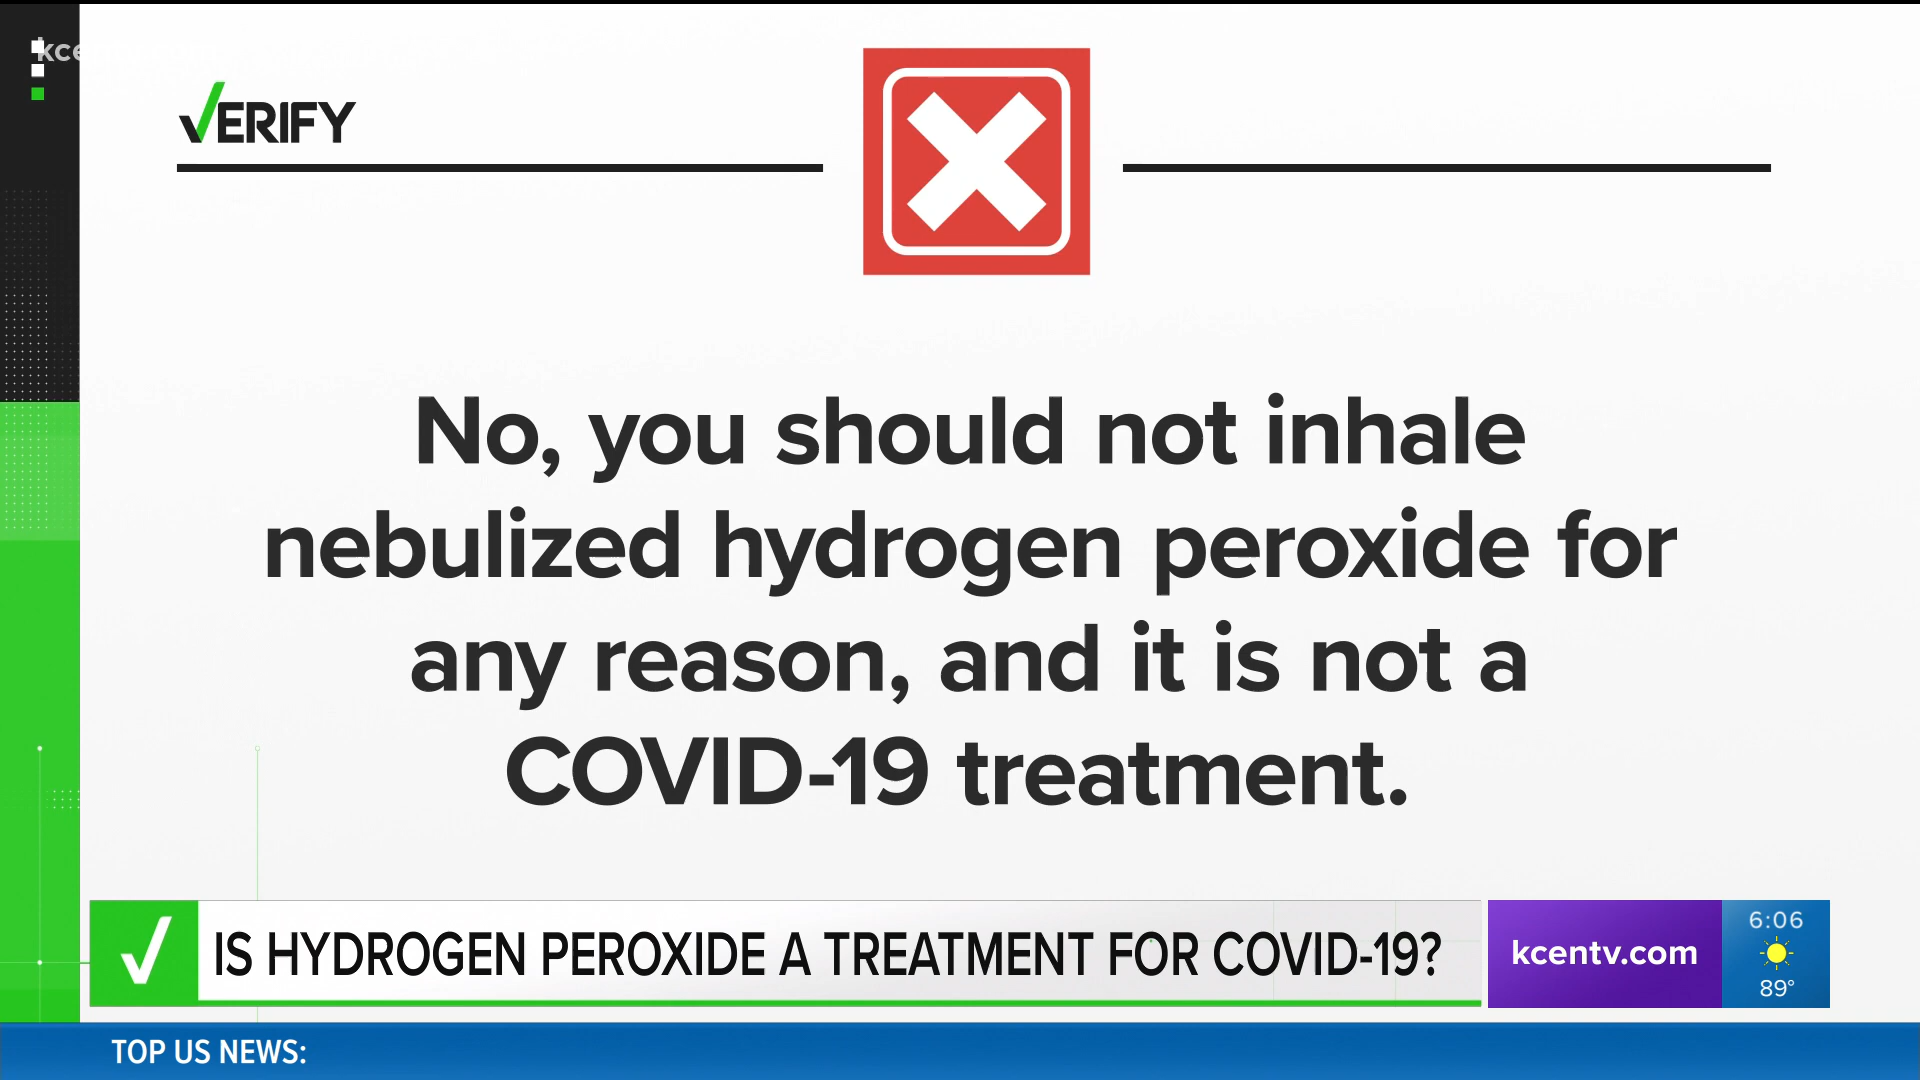 kce
VERIFY
No, you should not inhale
nebulized hydrogen peroxide for
any reason, and it is not a
COVID-19 treatment.
IS HYDROGEN PEROXIDE A TREATMENT FOR COVID-19?
kcentv.com
6:06
89°
TOP US NEWS: